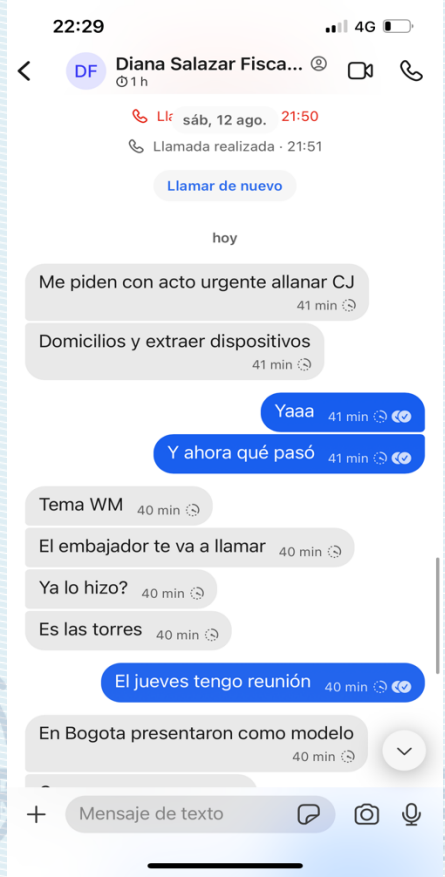 22:29
4G
DF
Diana Salazar Fisca...
1 h
sáb, 12 ago.
21:50
Llamada realizada · 21:51
Llamar de nuevo
hoy
Me piden con acto urgente allanar CJ
41 min
Domicilios y extraer dispositivos
41 min
Yaaa 41 min
Y ahora qué pasó 41 min
Tema WM 40 min
El embajador te va a llamar 40 min
Ya lo hizo? 40 min
Es las torres 40 min
El jueves tengo reunión 40 min
En Bogota presentaron como modelo
40 min
Mensaje de texto